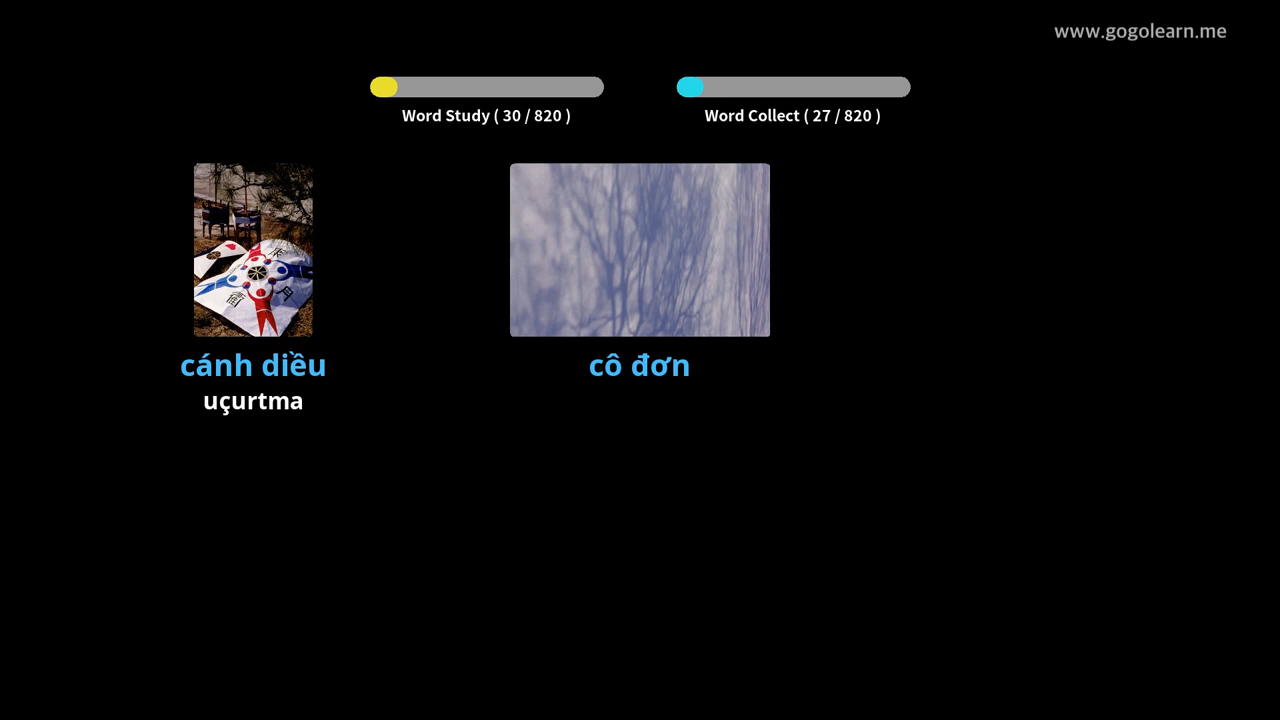 www.gogolearn.me
Word Study ( 30 / 820 )
Word Collect ( 27 / 820 )
cánh diều
uçurtma
cô đơn